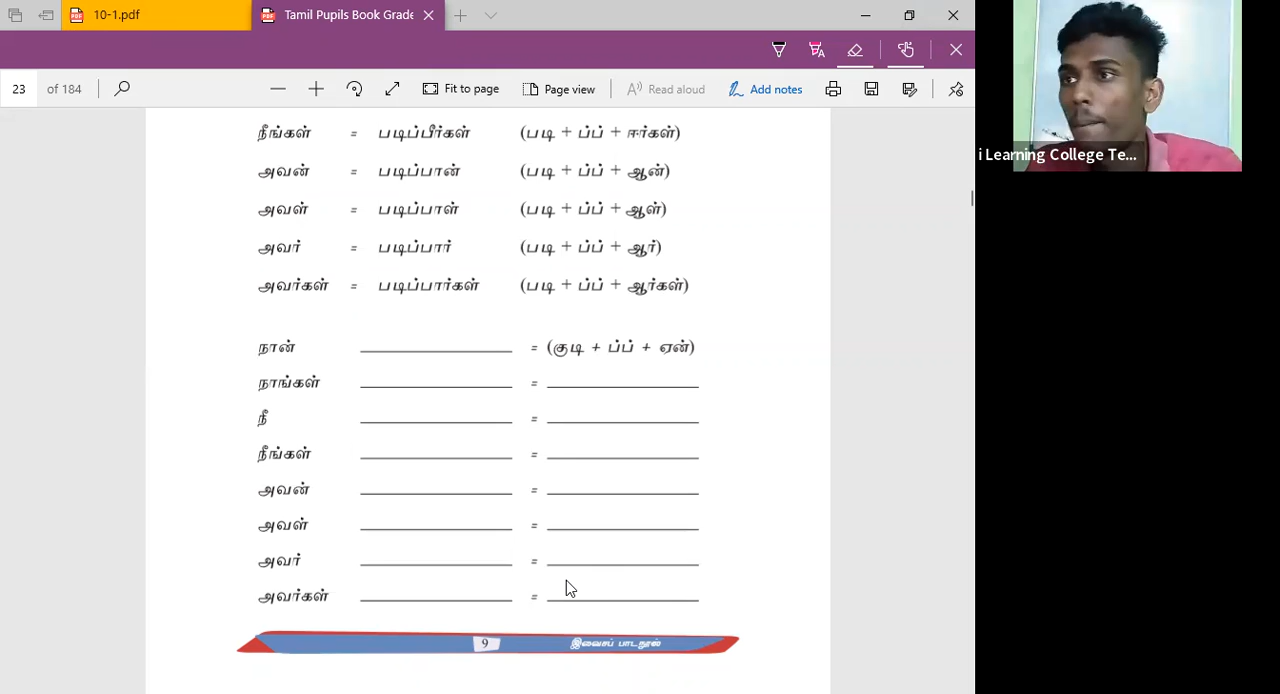 10-1.pdf
Tamil Pupils Book Grade
23 of 184
Fit to page
Page view
Read aloud
Add notes
i Learning College Te...
நீங்கள் = படிப்பீர்கள் (படி + ப்ப் + ஈர்கள்)
அவன் = படிப்பான் (படி + ப்ப் + ஆன்)
அவள் = படிப்பாள் (படி + ப்ப் + ஆள்)
அவர் = படிப்பார் (படி + ப்ப் + ஆர்)
அவர்கள் = படிப்பார்கள் (படி + ப்ப் + ஆர்கள்)
நான் = (குடி + ப்ப் + ஏன்)
நாங்கள் =
நீ =
நீங்கள் =
அவன் =
அவள் =
அவர் =
அவர்கள் =
9 இலவசப் பாடநூல்